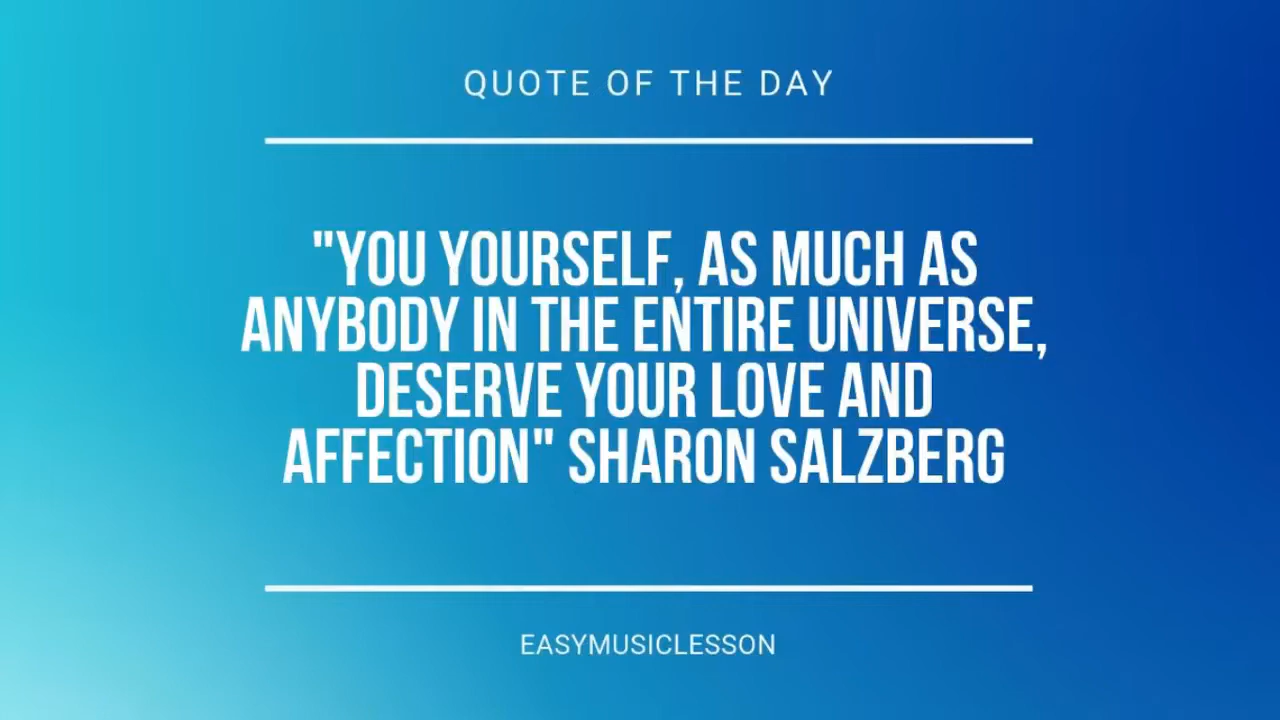 QUOTE OF THE DAY
"YOU YOURSELF, AS MUCH AS
ANYBODY IN THE ENTIRE UNIVERSE,
DESERVE YOUR LOVE AND
AFFECTION" SHARON SALZBERG
EASYMUSICLESSON